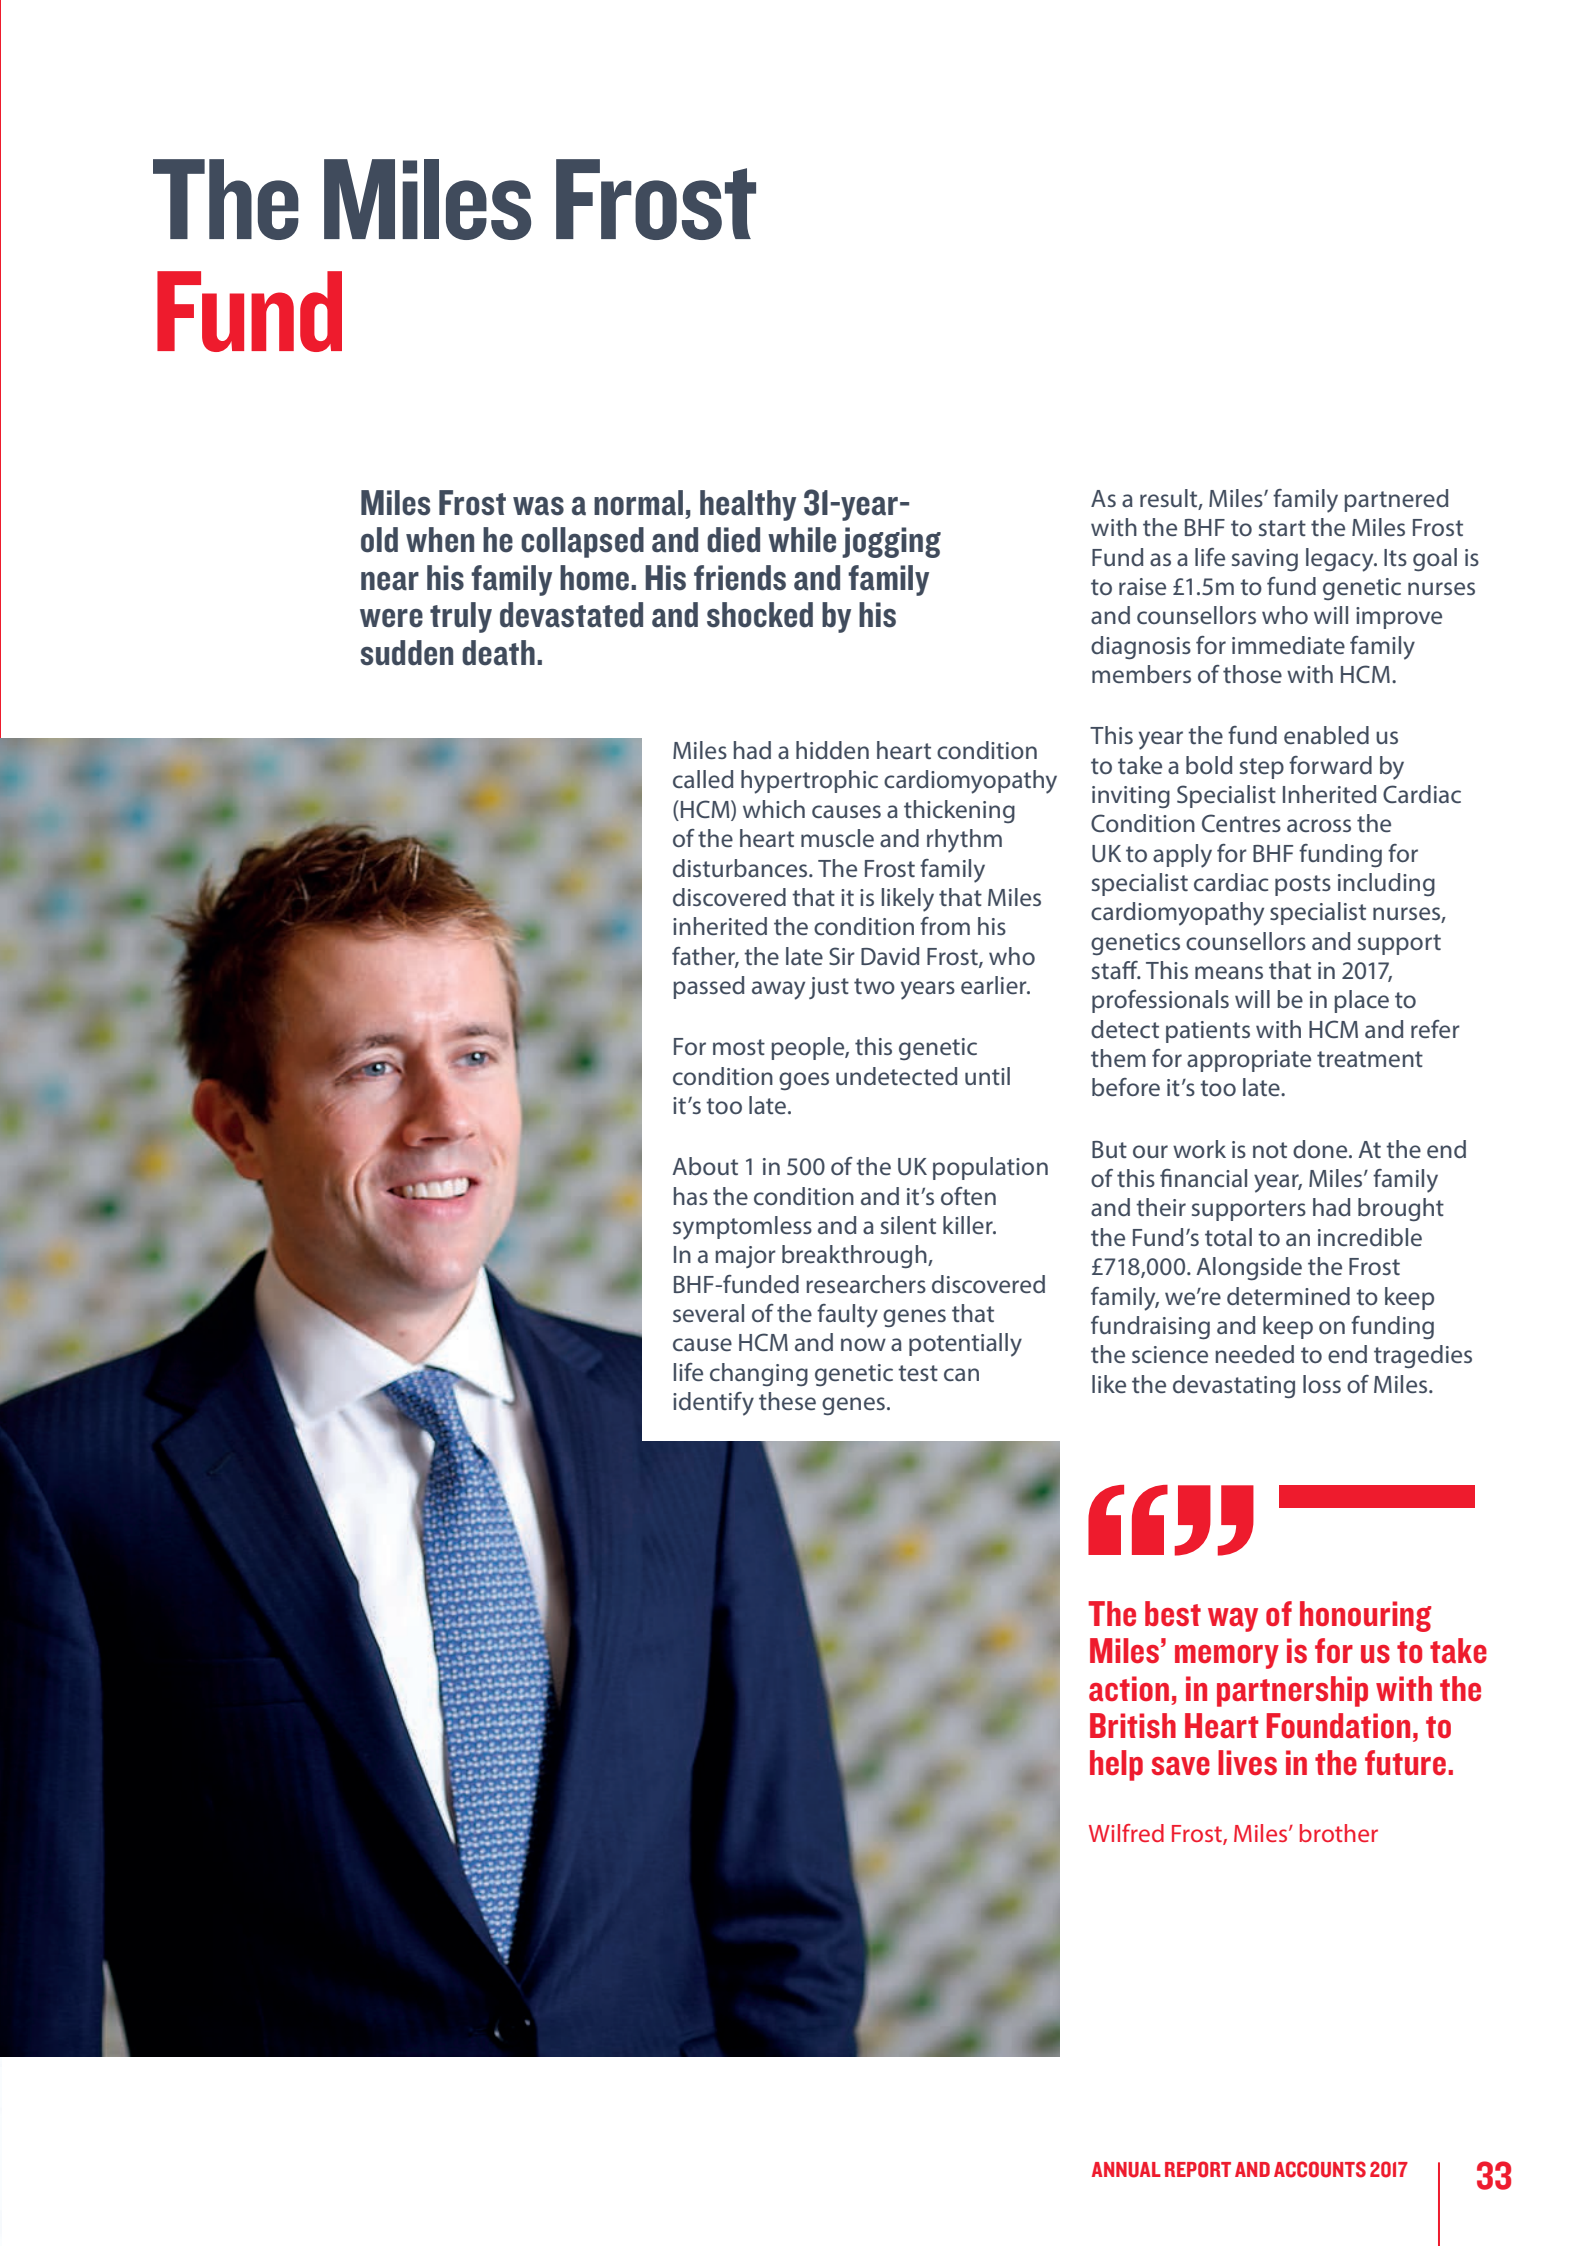 The Miles Frost
Fund
Miles Frost was a normal, healthy 31-year-
old when he collapsed and died while jogging
near his family home. His friends and family
were truly devastated and shocked by his
sudden death.
Miles had a hidden heart condition
called hypertrophic cardiomyopathy
(HCM) which causes a thickening
of the heart muscle and rhythm
disturbances. The Frost family
discovered that it is likely that Miles
inherited the condition from his
father, the late Sir David Frost, who
passed away just two years earlier.
For most people, this genetic
condition goes undetected until
it’s too late.
About 1 in 500 of the UK population
has the condition and it’s often
symptomless and a silent killer.
In a major breakthrough,
BHF-funded researchers discovered
several of the faulty genes that
cause HCM and now a potentially
life changing genetic test can
identify these genes.
As a result, Miles’ family partnered
with the BHF to start the Miles Frost
Fund as a life saving legacy. Its goal is
to raise £1.5m to fund genetic nurses
and counsellors who will improve
diagnosis for immediate family
members of those with HCM.
This year the fund enabled us
to take a bold step forward by
inviting Specialist Inherited Cardiac
Condition Centres across the
UK to apply for BHF funding for
specialist cardiac posts including
cardiomyopathy specialist nurses,
genetics counsellors and support
staff. This means that in 2017,
professionals will be in place to
detect patients with HCM and refer
them for appropriate treatment
before it’s too late.
But our work is not done. At the end
of this financial year, Miles’ family
and their supporters had brought
the Fund’s total to an incredible
£718,000. Alongside the Frost
family, we’re determined to keep
fundraising and keep on funding
the science needed to end tragedies
like the devastating loss of Miles.
“”
The best way of honouring
Miles’ memory is for us to take
action, in partnership with the
British Heart Foundation, to
help save lives in the future.
Wilfred Frost, Miles’ brother
ANNUAL REPORT AND ACCOUNTS 2017
33